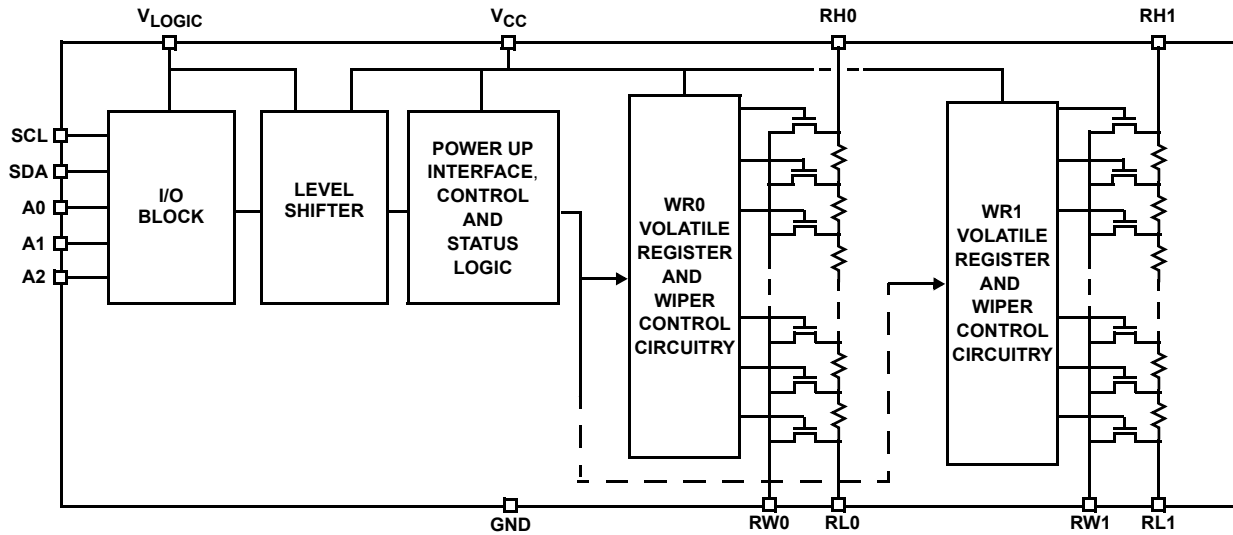 VLOGIC
VCC
RH0
RH1
SCL
SDA
A0
A1
A2
I/O
BLOCK
LEVEL
SHIFTER
POWER UP
INTERFACE,
CONTROL
AND
STATUS
LOGIC
WR0
VOLATILE
REGISTER
AND
WIPER
CONTROL
CIRCUITRY
WR1
VOLATILE
REGISTER
AND
WIPER
CONTROL
CIRCUITRY
GND
RW0
RL0
RW1
RL1